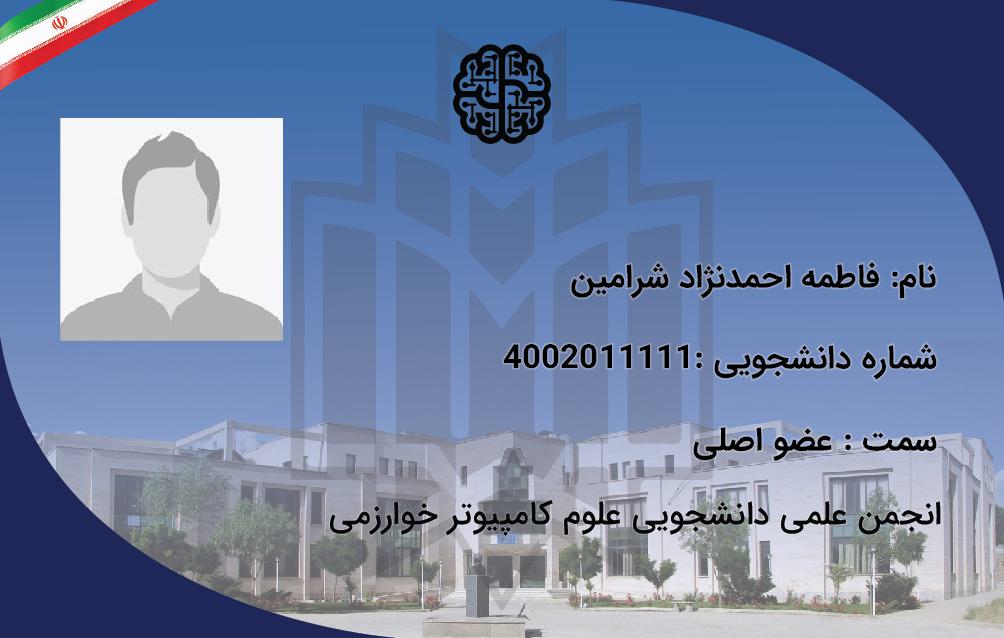 نام: فاطمه احمدنژاد شرامین
شماره دانشجویی :4002011111
سمت : عضو اصلی
انجمن علمی دانشجویی علوم کامپیوتر خوارزمی